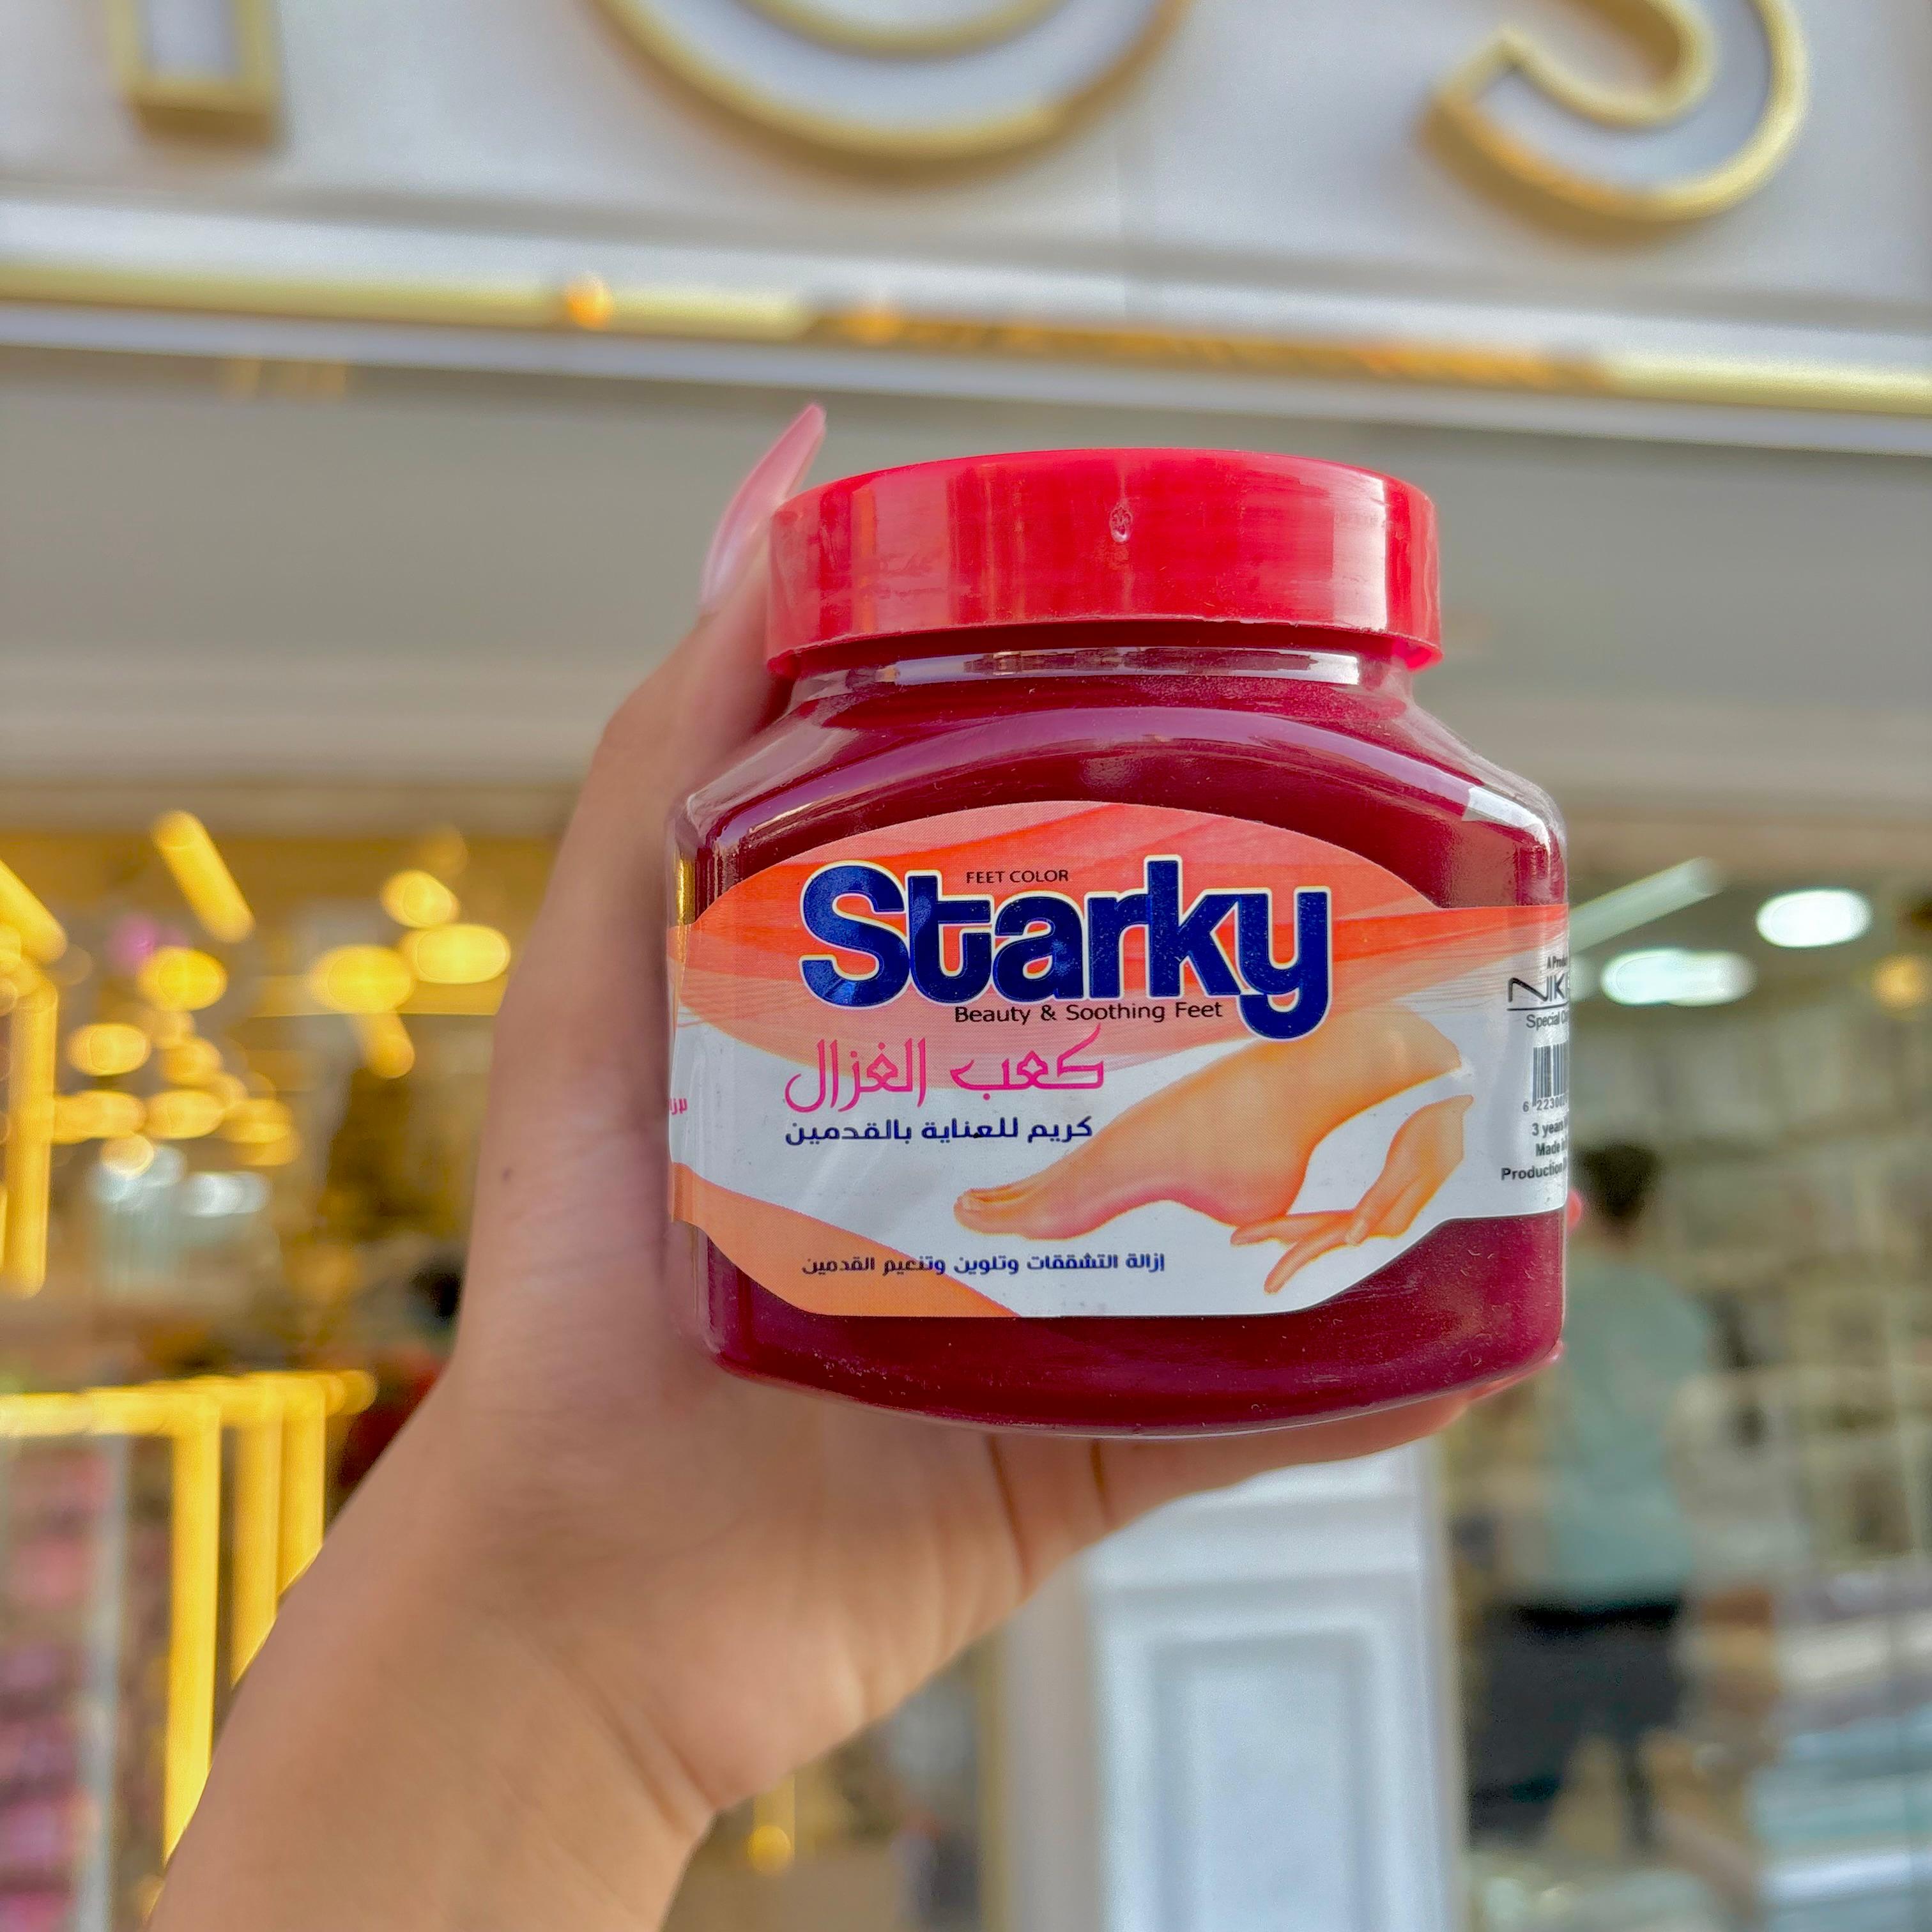 FEET COLOR
Starky
Beauty & Soothing Feet
كعب الغزال
كريم للعناية بالقدمين
إزالة التشققات وتلوين وتنعيم القدمين
Special
3 years
Made
Production